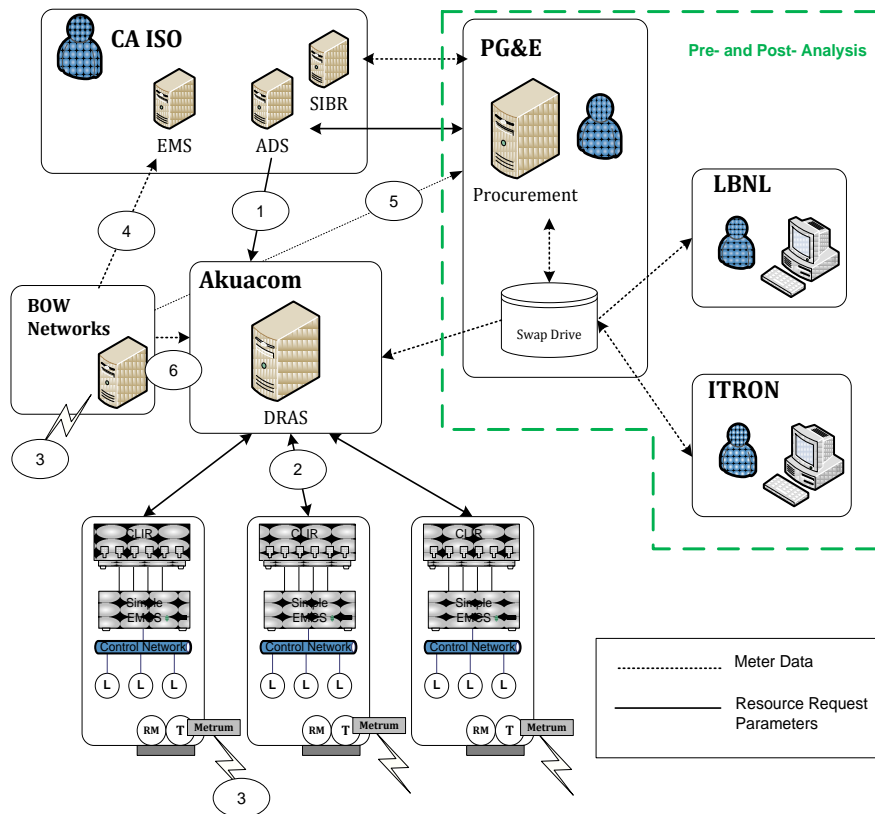 CA ISO
SIBR
EMS
ADS
PG&E
Pre- and Post- Analysis
Procurement
LBNL
1
5
4
Akuacom
BOW
Networks
Swap Drive
6
DRAS
ITRON
3
2
CLIR
CLIR
CLIR
Simple
EMCS
Simple
EMCS
Simple
EMCS
Control Network
Control Network
Control Network
L L L
L L L
L L L
RM T Metrum
RM T Metrum
RM T Metrum
3
Meter Data
Resource Request
Parameters